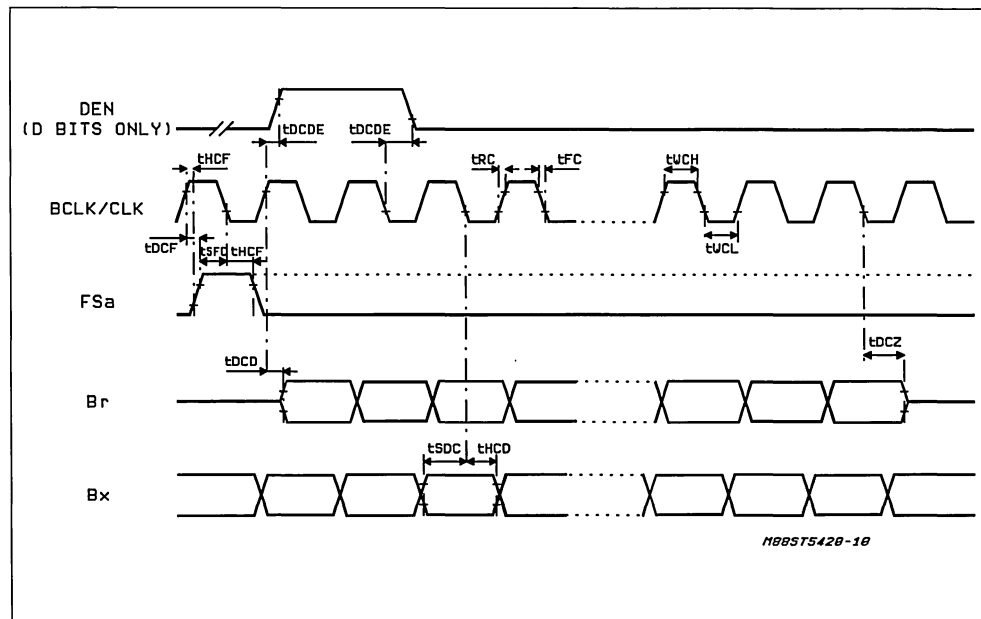 DEN
(D BITS ONLY)
tDCDE
tDCDE
tHCF
tRC
tFC
tWCH
BCLK/CLK
tWCL
tDCF
tSFC
tHCF
FSa
tDCD
tDCZ
Br
tSDC
tHCD
Bx
M88ST5420-10